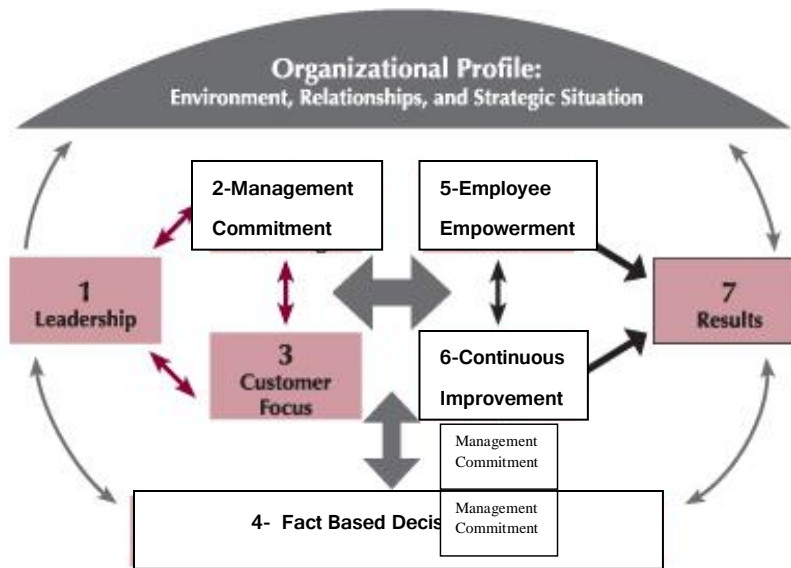 Organizational Profile:
Environment, Relationships, and Strategic Situation
2-Management
Commitment
5-Employee
Empowerment
1
Leadership
7
Results
3
Customer
Focus
6-Continuous
Improvement
Management
Commitment
4- Fact Based
Management
Commitment